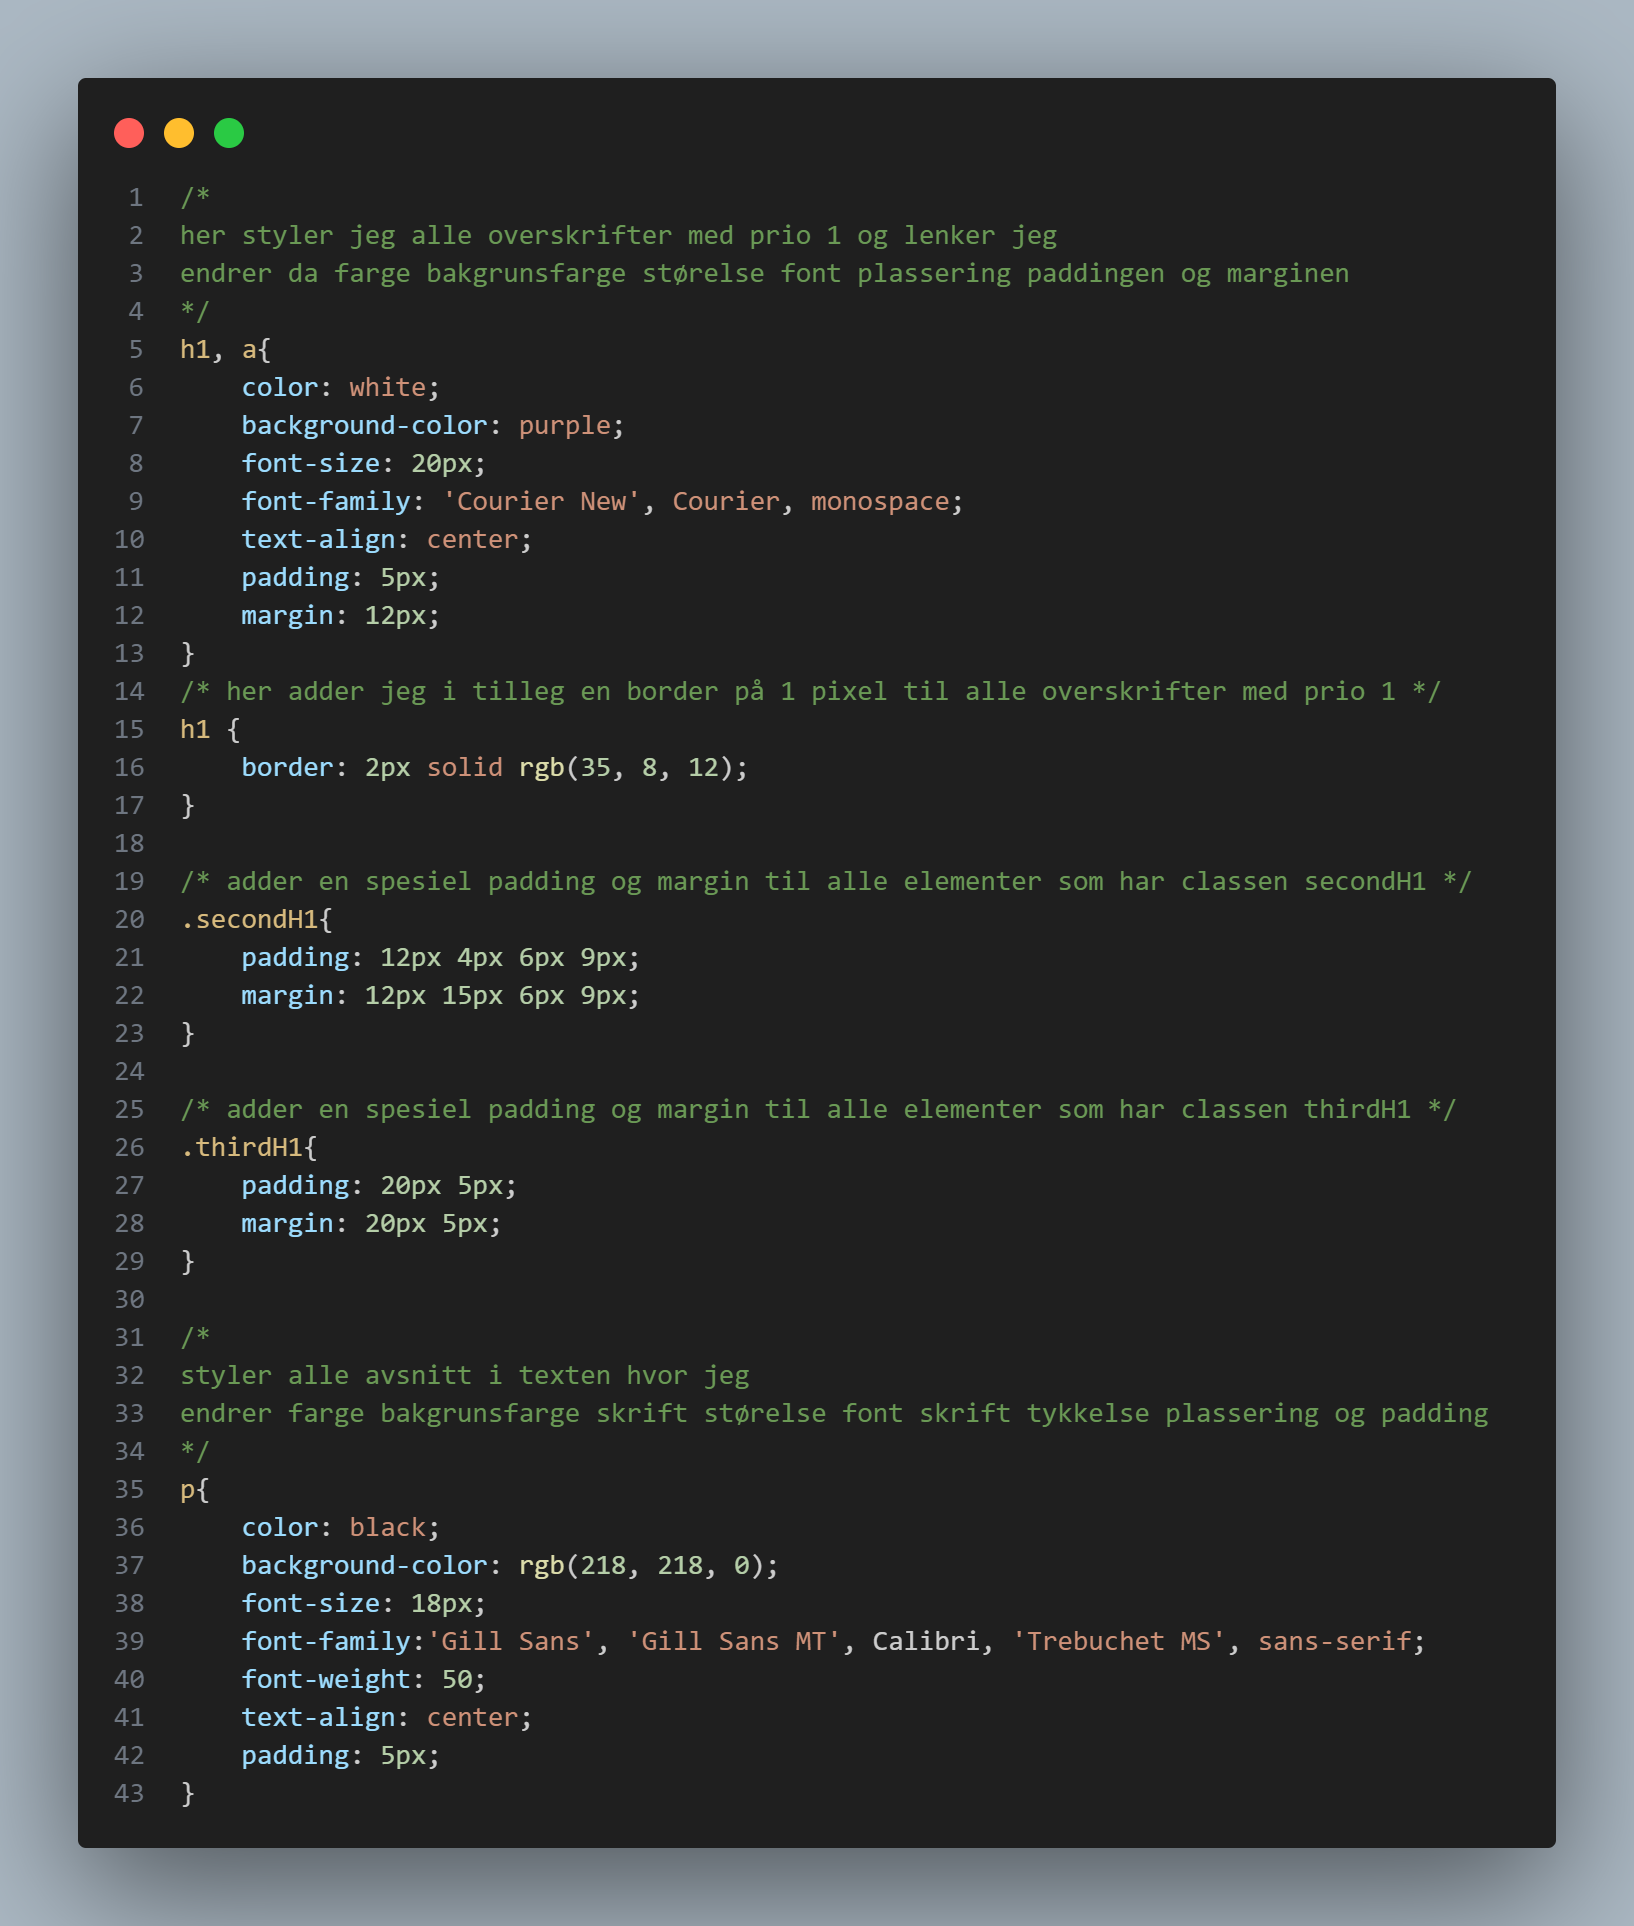 1 /*
2 her styler jeg alle overskrifter med prio 1 og lenker jeg
3 endrer da farge bakgrunsfarge størelse font plassering paddingen og marginen
4 */
5 h1, a{
6     color: white;
7     background-color: purple;
8     font-size: 20px;
9     font-family: 'Courier New', Courier, monospace;
10     text-align: center;
11     padding: 5px;
12     margin: 12px;
13 }
14 /* her adder jeg i tilleg en border på 1 pixel til alle overskrifter med prio 1 */
15 h1 {
16     border: 2px solid rgb(35, 8, 12);
17 }
18
19 /* adder en spesiel padding og margin til alle elementer som har classen secondH1 */
20 .secondH1{
21     padding: 12px 4px 6px 9px;
22     margin: 12px 15px 6px 9px;
23 }
24
25 /* adder en spesiel padding og margin til alle elementer som har classen thirdH1 */
26 .thirdH1{
27     padding: 20px 5px;
28     margin: 20px 5px;
29 }
30
31 /*
32 styler alle avsnitt i texten hvor jeg
33 endrer farge bakgrunsfarge skrift størelse font skrift tykkelse plassering og padding
34 */
35 p{
36     color: black;
37     background-color: rgb(218, 218, 0);
38     font-size: 18px;
39     font-family:'Gill Sans', 'Gill Sans MT', Calibri, 'Trebuchet MS', sans-serif;
40     font-weight: 50;
41     text-align: center;
42     padding: 5px;
43 }